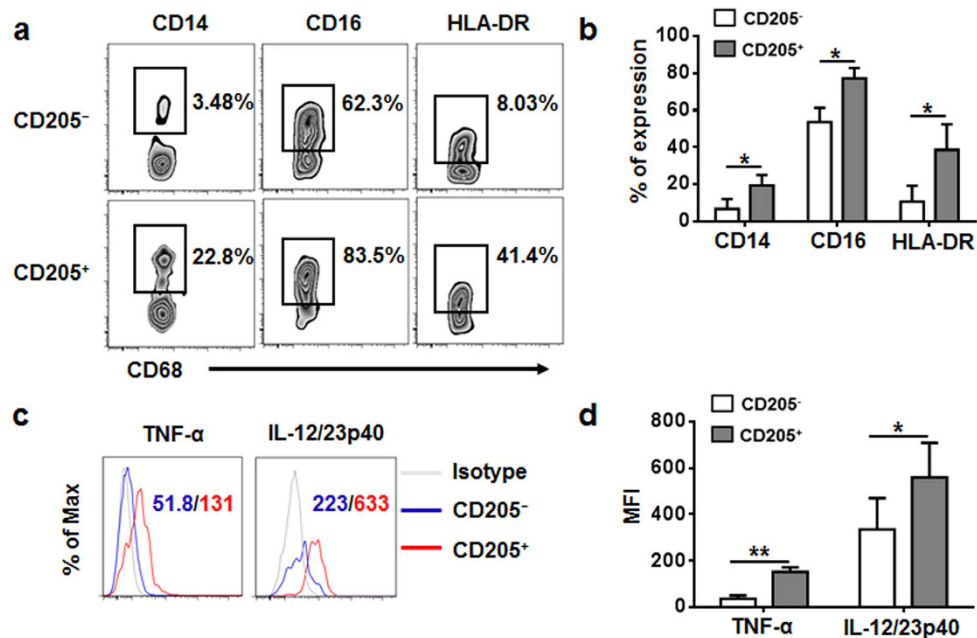 a
CD14 CD16 HLA-DR
CD205⁻ 3.48% 62.3% 8.03%
CD205⁺ 22.8% 83.5% 41.4%
CD68
b
CD205⁻
CD205⁺
% of expression
100
80
60
40
20
0
* * *
CD14 CD16 HLA-DR
c
TNF-α IL-12/23p40
% of Max
51.8/131 223/633
Isotype
CD205⁻
CD205⁺
d
CD205⁻
CD205⁺
MFI
800
600
400
200
0
** *
TNF-α IL-12/23p40